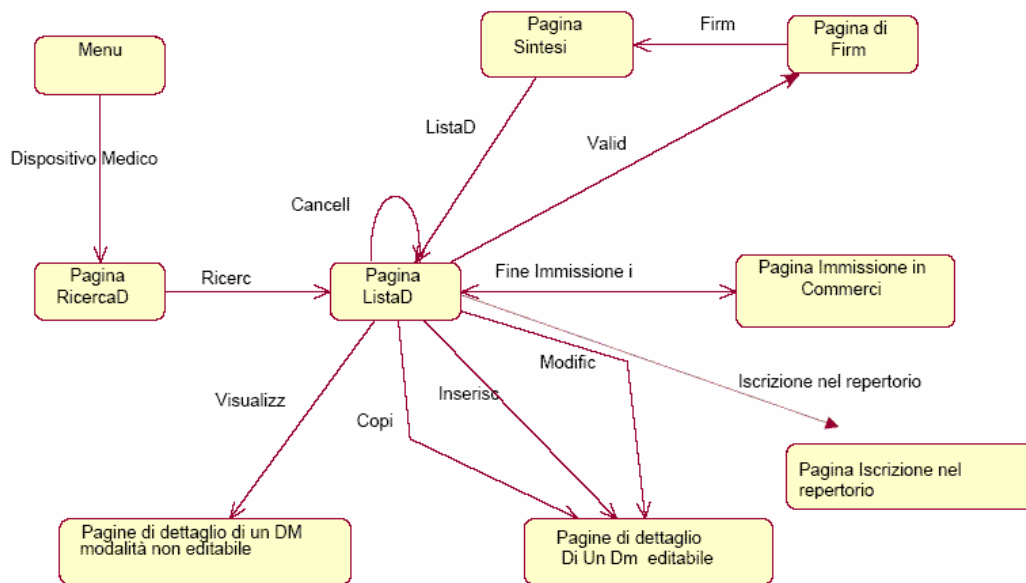 Menu
Pagina
Sintesi
Firm
Pagina di
Firm
ListaD
Valid
Dispositivo Medico
Cancell
Pagina
RicercaD
Ricerc
Pagina
ListaD
Fine Immissione i
Pagina Immissione in
Commerci
Modific
Iscrizione nel repertorio
Visualizz
Copi
Inserisc
Pagina Iscrizione nel
repertorio
Pagine di dettaglio di un DM
modalità non editabile
Pagine di dettaglio
Di Un Dm editabile